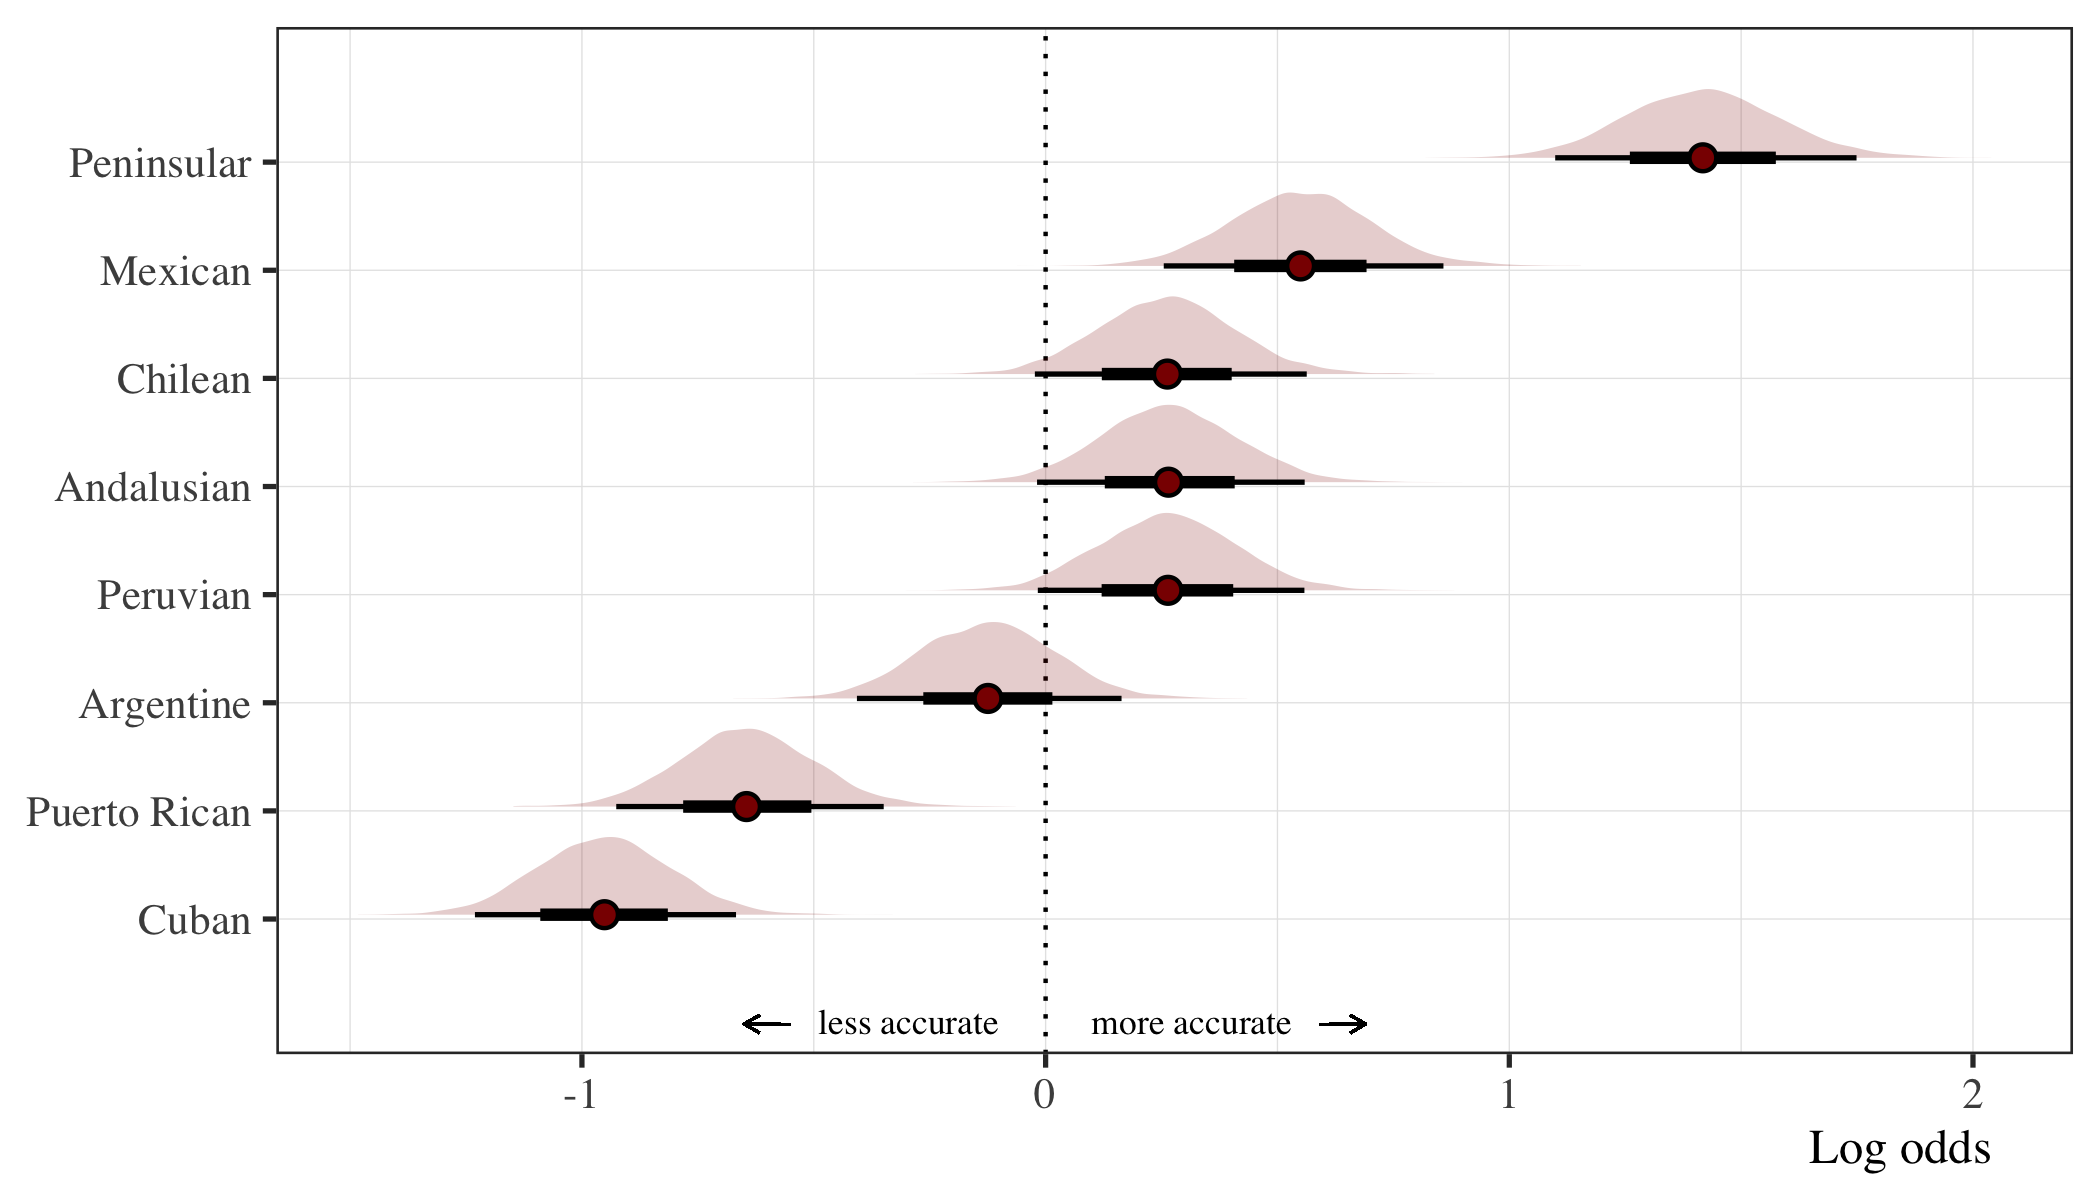 Peninsular
Mexican
Chilean
Andalusian
Peruvian
Argentine
Puerto Rican
Cuban
less accurate
more accurate
-1
0
1
2
Log odds